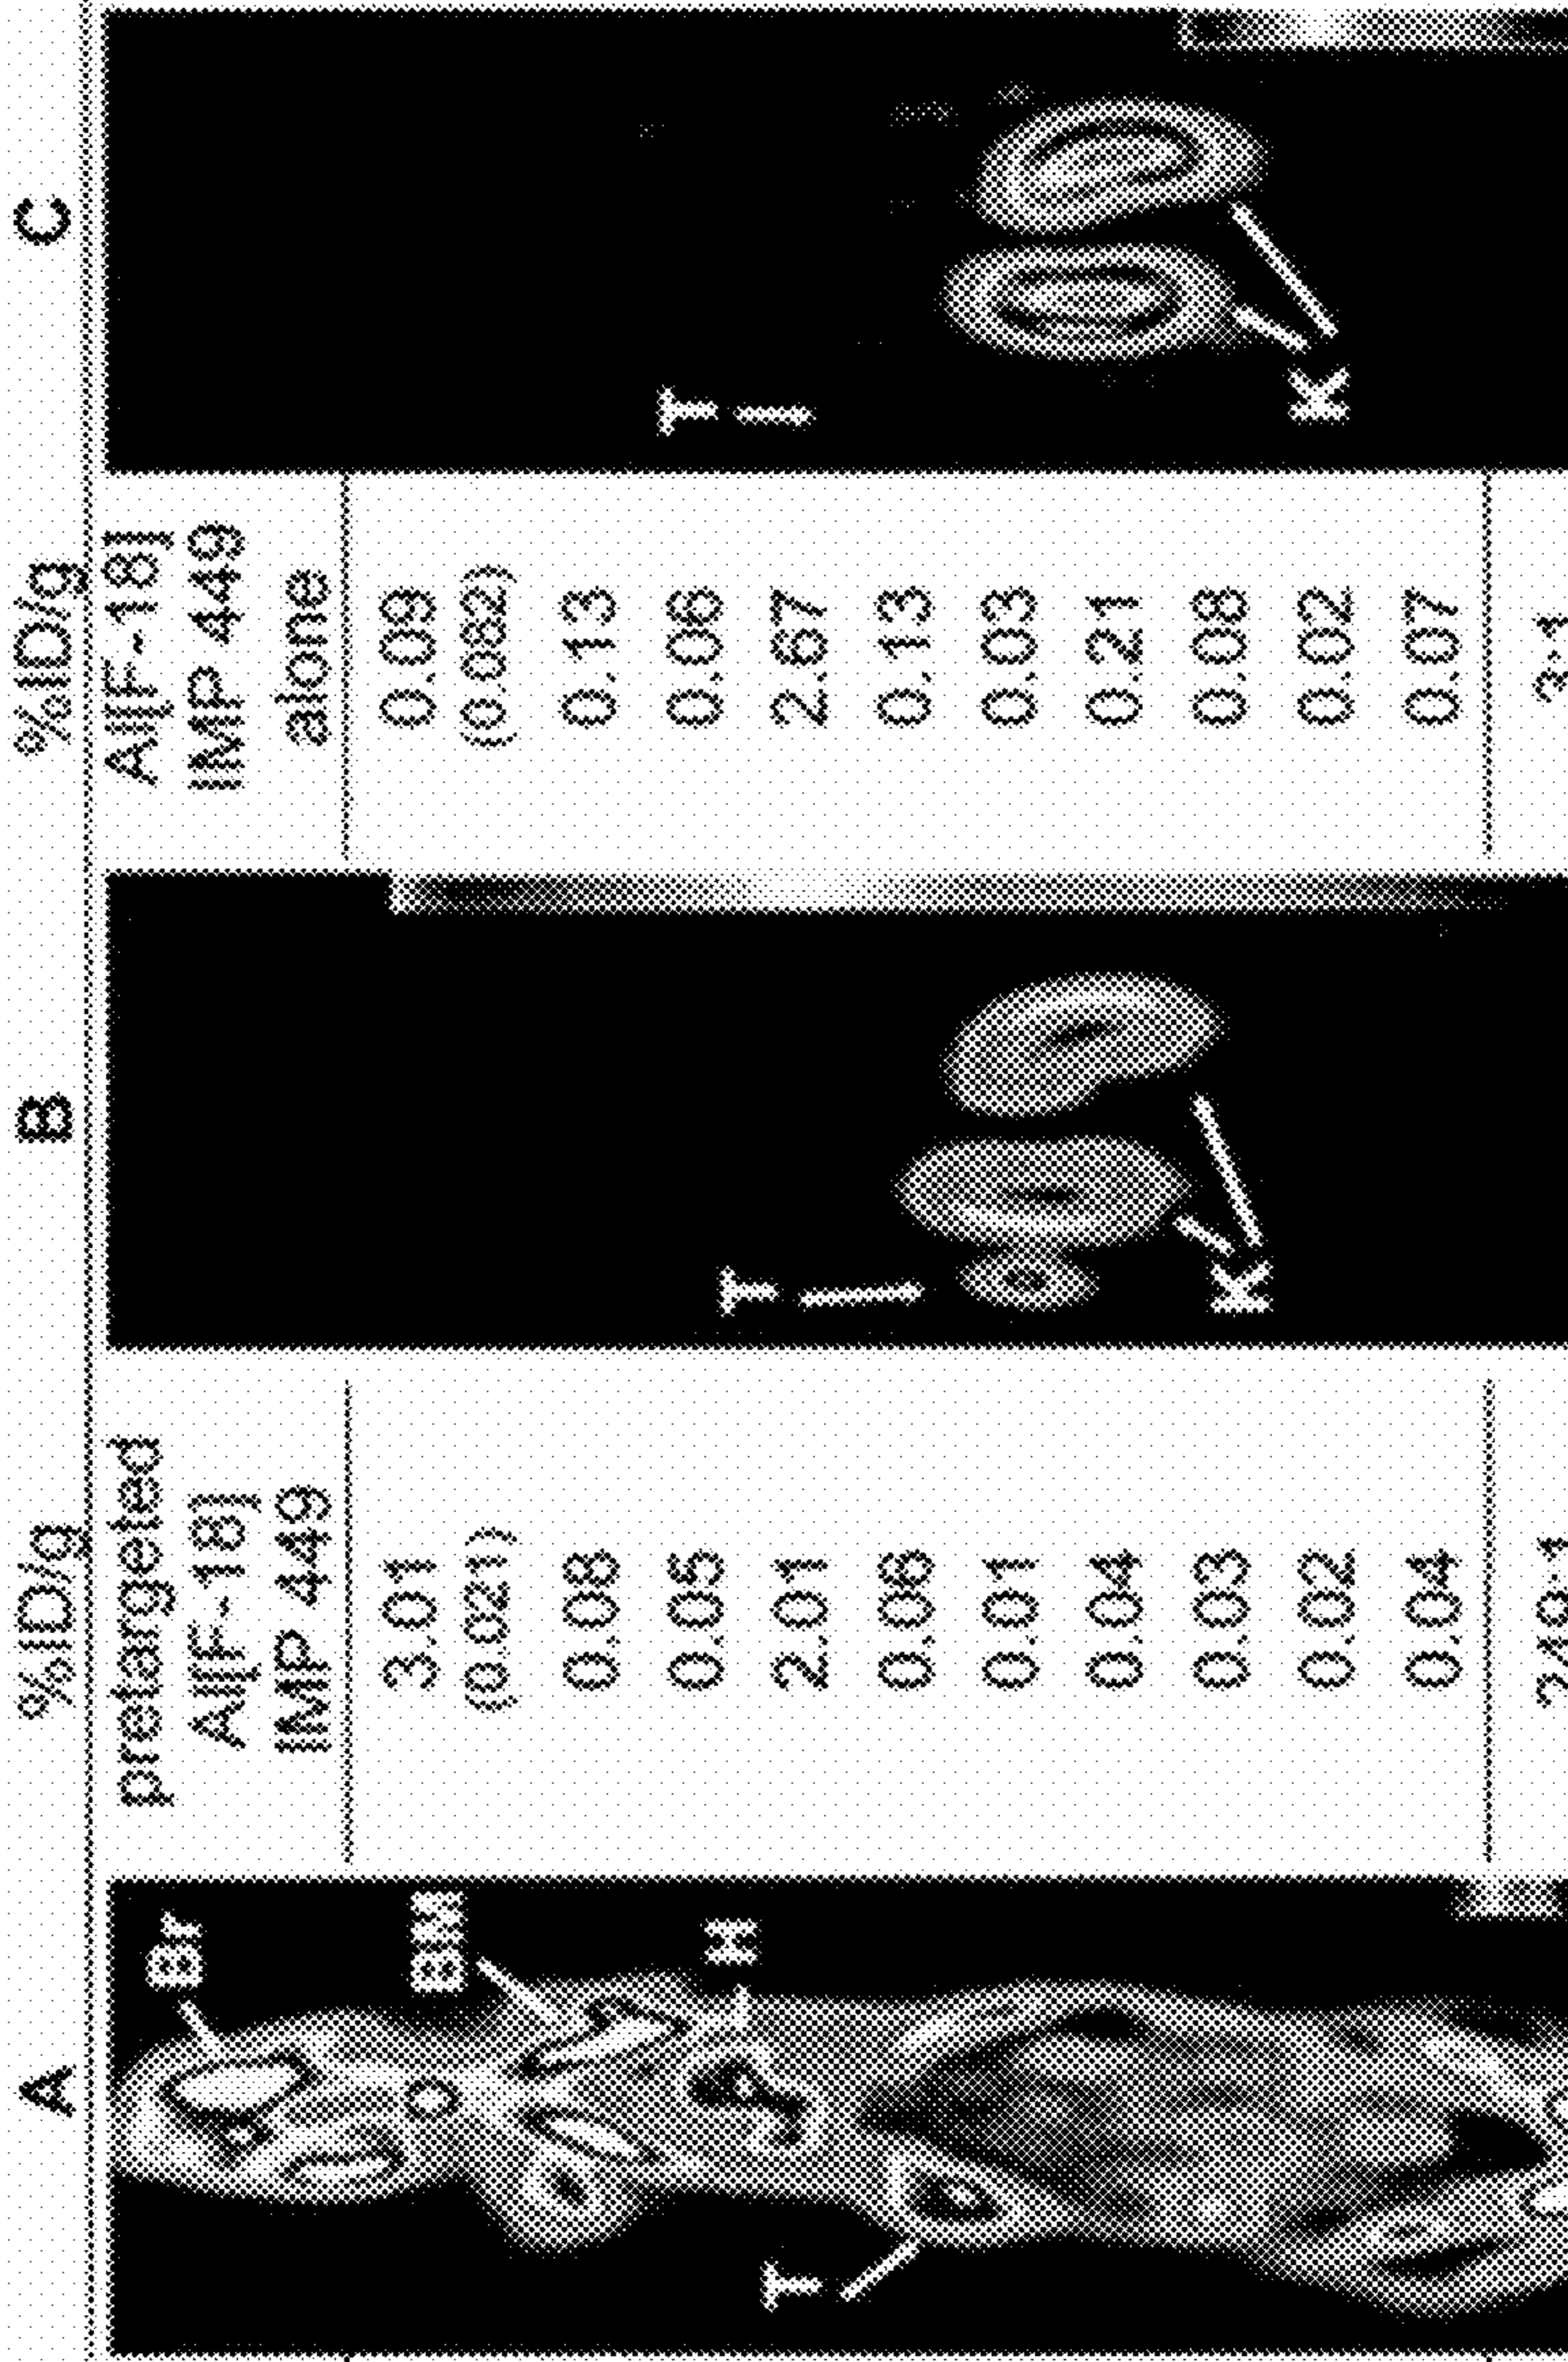 A
Br
BM
H
T
%ID/g
pretargeted
Al[F-18]
IMP 449
3.01
(0.021)
0.08
0.05
2.01
0.06
0.01
0.04
0.03
0.02
0.04
B
T
K
%ID/g
Al[F-18]
IMP 449
alone
0.09
(0.082)
0.13
0.06
2.67
0.13
0.03
0.21
0.08
0.02
0.07
C
T
K